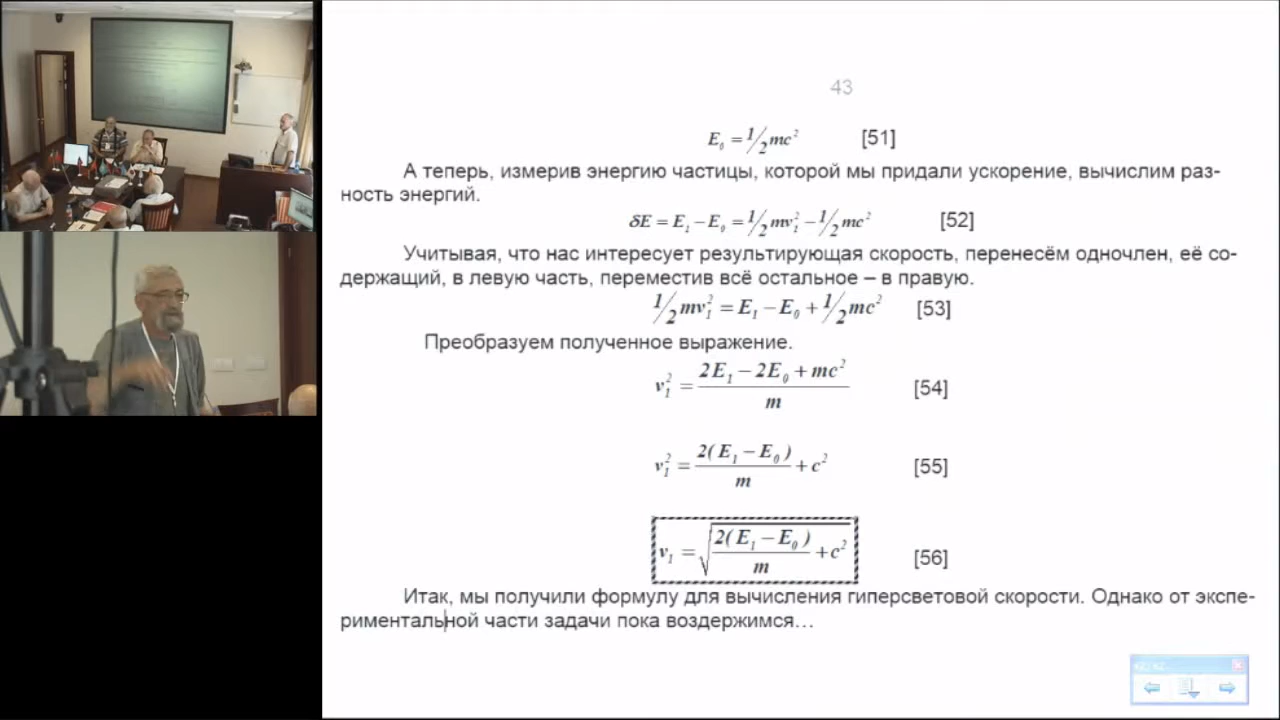 43
E₀ = ½mc² [51]
А теперь, измерив энергию частицы, которой мы придали ускорение, вычислим раз-
ность энергий.
δE = E₁ − E₀ = ½mv₁² − ½mc² [52]
Учитывая, что нас интересует результирующая скорость, перенесём одночлен, её со-
держащий, в левую часть, переместив всё остальное – в правую.
½mv₁² = E₁ − E₀ + ½mc² [53]
Преобразуем полученное выражение.
v₁² = (2E₁ − 2E₀ + mc²) / m [54]
v₁² = 2(E₁ − E₀) / m + c² [55]
v₁ = √(2(E₁ − E₀) / m + c²) [56]
Итак, мы получили формулу для вычисления гиперсветовой скорости. Однако от экспе-
риментальной части задачи пока воздержимся…